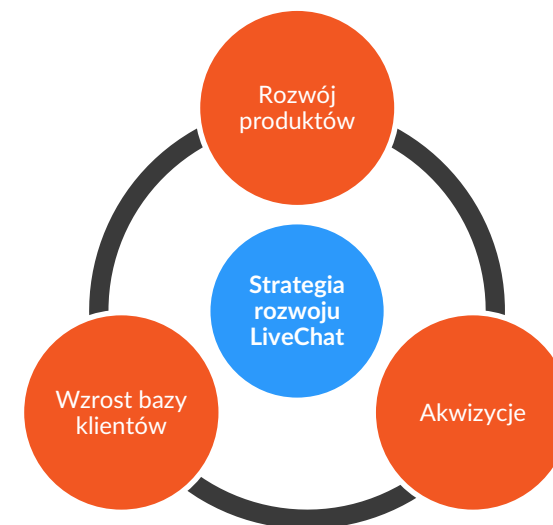 Rozwój
produktów
Strategia
rozwoju
LiveChat
Wzrost bazy
klientów
Akwizycje